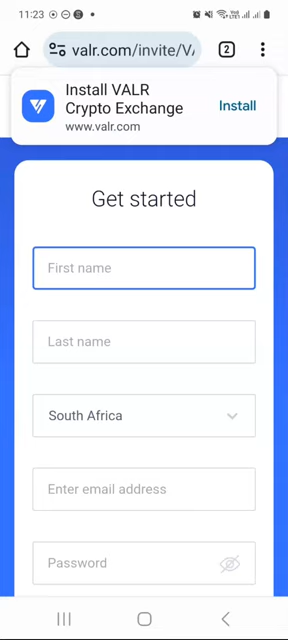 11:23
valr.com/invite/V
2
Install VALR
Crypto Exchange
www.valr.com
Install
Get started
First name
Last name
South Africa
Enter email address
Password